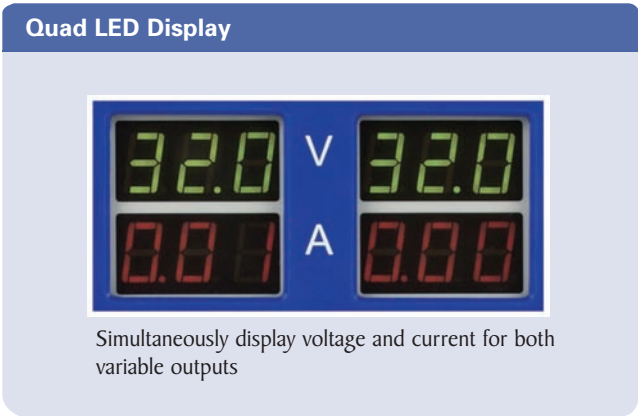 Quad LED Display
32.0 V 32.0
0.01 A 0.00
Simultaneously display voltage and current for both
variable outputs